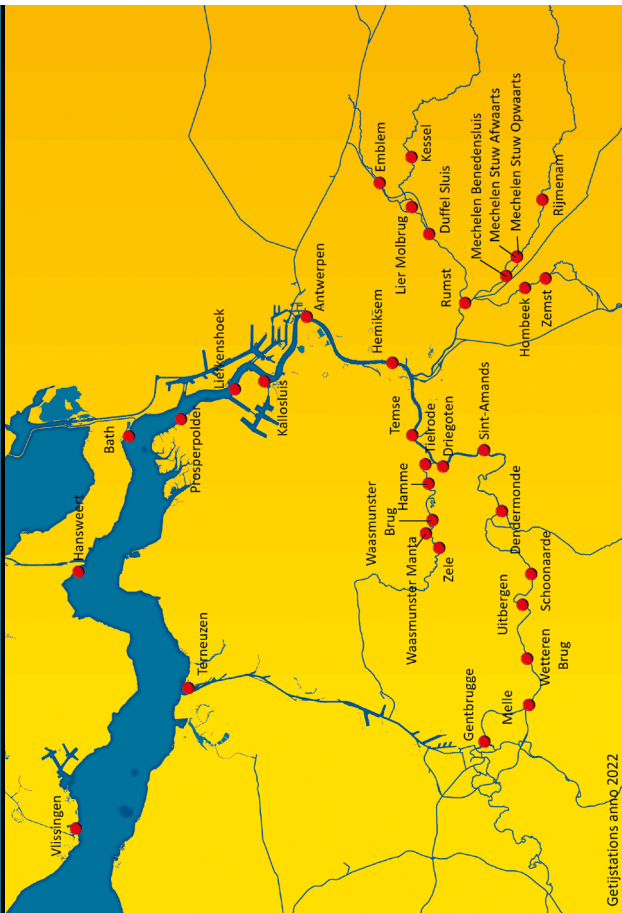 Vlissingen
Terneuzen
Hansweert
Bath
Prosperpolder
Liefkenshoek
Kallosluis
Antwerpen
Hemiksem
Temse
Tielrode
Driegoten
Hamme
Waasmunster
Brug
Waasmunster Manta
Zele
Sint-Amands
Dendermonde
Schoonaarde
Uitbergen
Wetteren
Brug
Melle
Gentbrugge
Rumst
Duffel Sluis
Lier Molbrug
Emblem
Kessel
Mechelen Benedensluis
Mechelen Stuw Afwaarts
Mechelen Stuw Opwaarts
Rijmenam
Hombeek
Zemst
Getijstations anno 2022